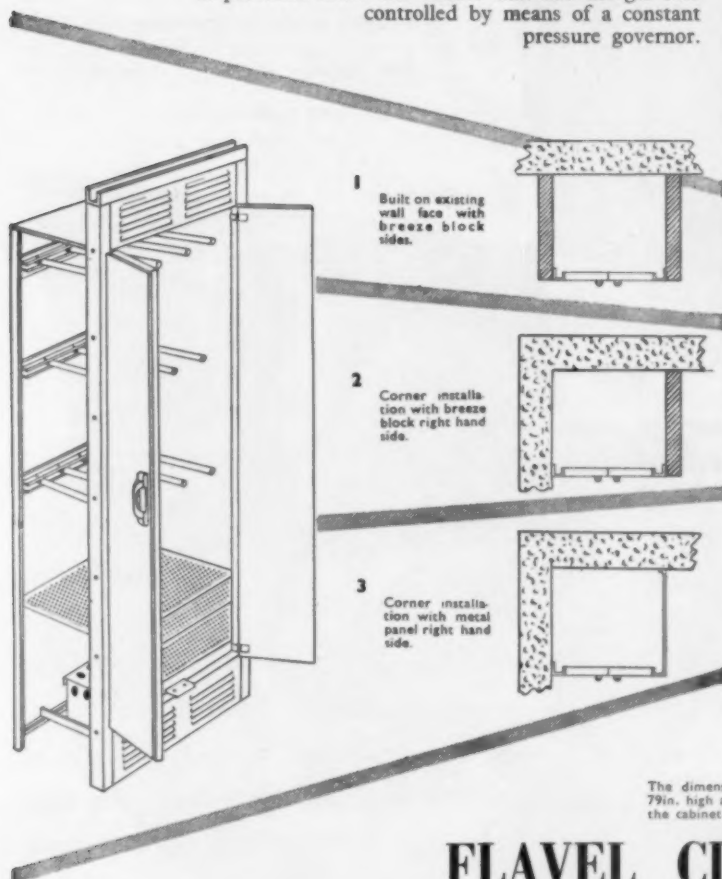 controlled by means of a constant
pressure governor.
1
Built on existing
wall face with
breeze block
sides.
2
Corner installa-
tion with breeze
block right hand
side.
3
Corner installa-
tion with metal
panel right hand
side.
The dimen
79in. high
the cabinet
FLAVEL